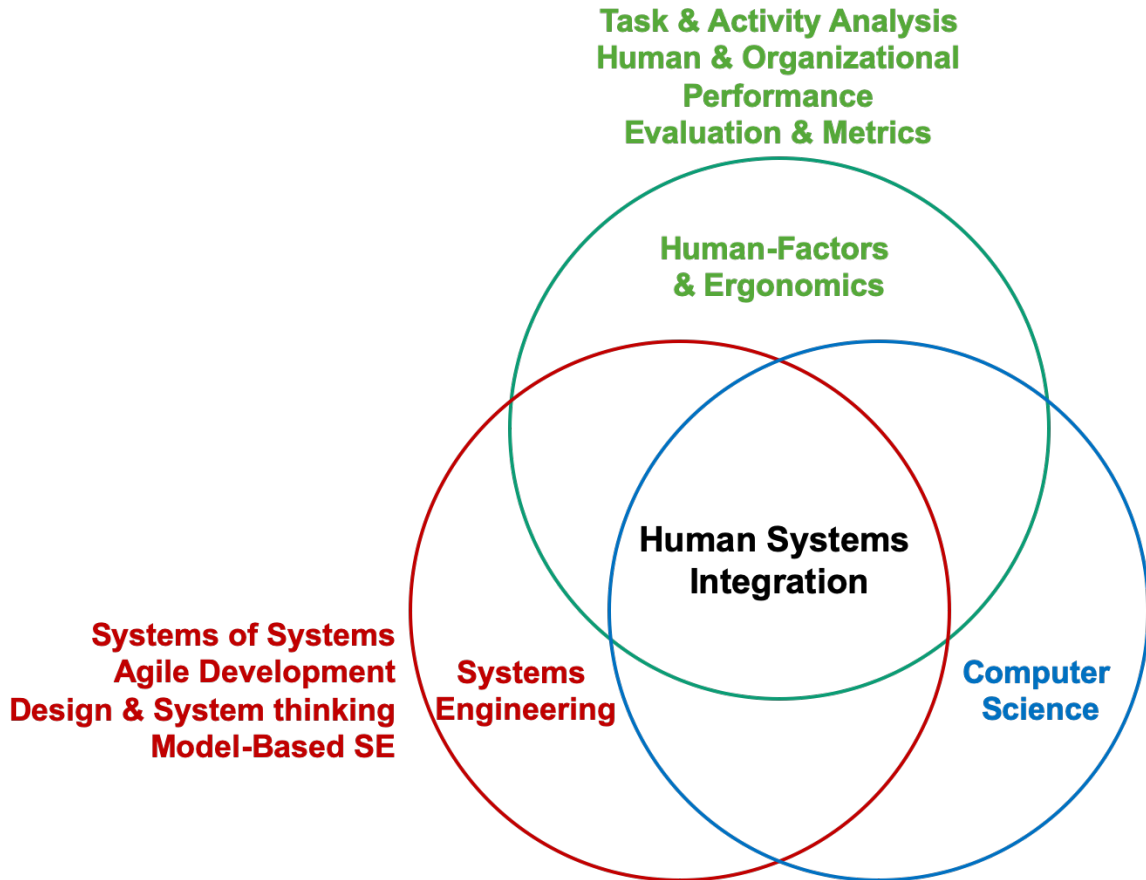 Task & Activity Analysis
Human & Organizational
Performance
Evaluation & Metrics
Human-Factors
& Ergonomics
Human Systems
Integration
Systems of Systems
Agile Development
Design & System thinking
Model-Based SE
Systems
Engineering
Computer
Science